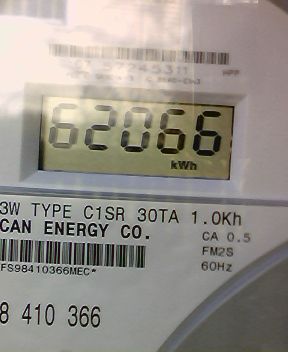 62066
kWh
3W TYPE C1SR 30TA 1.0Kh
CAN ENERGY CO.
CA 0.5
FM2S
60Hz
FS98410366MEC*
8 410 366